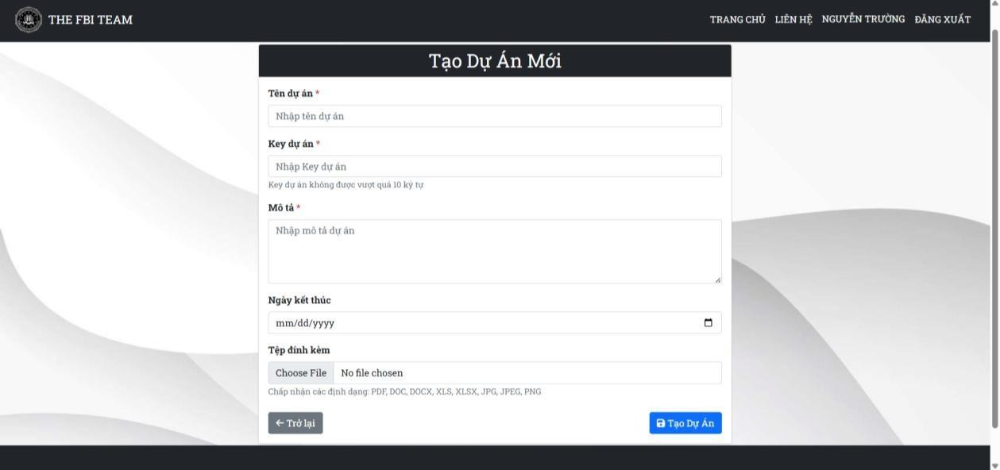 THE FBI TEAM
TRANG CHỦ LIÊN HỆ NGUYỄN TRƯỜNG ĐĂNG XUẤT
Tạo Dự Án Mới
Tên dự án *
Nhập tên dự án
Key dự án *
Nhập Key dự án
Key dự án không được vượt quá 10 ký tự
Mô tả *
Nhập mô tả dự án
Ngày kết thúc
mm/dd/yyyy
Tệp đính kèm
Choose File No file chosen
Chấp nhận các định dạng: PDF, DOC, DOCX, XLS, XLSX, JPG, JPEG, PNG
← Trở lại
Tạo Dự Án